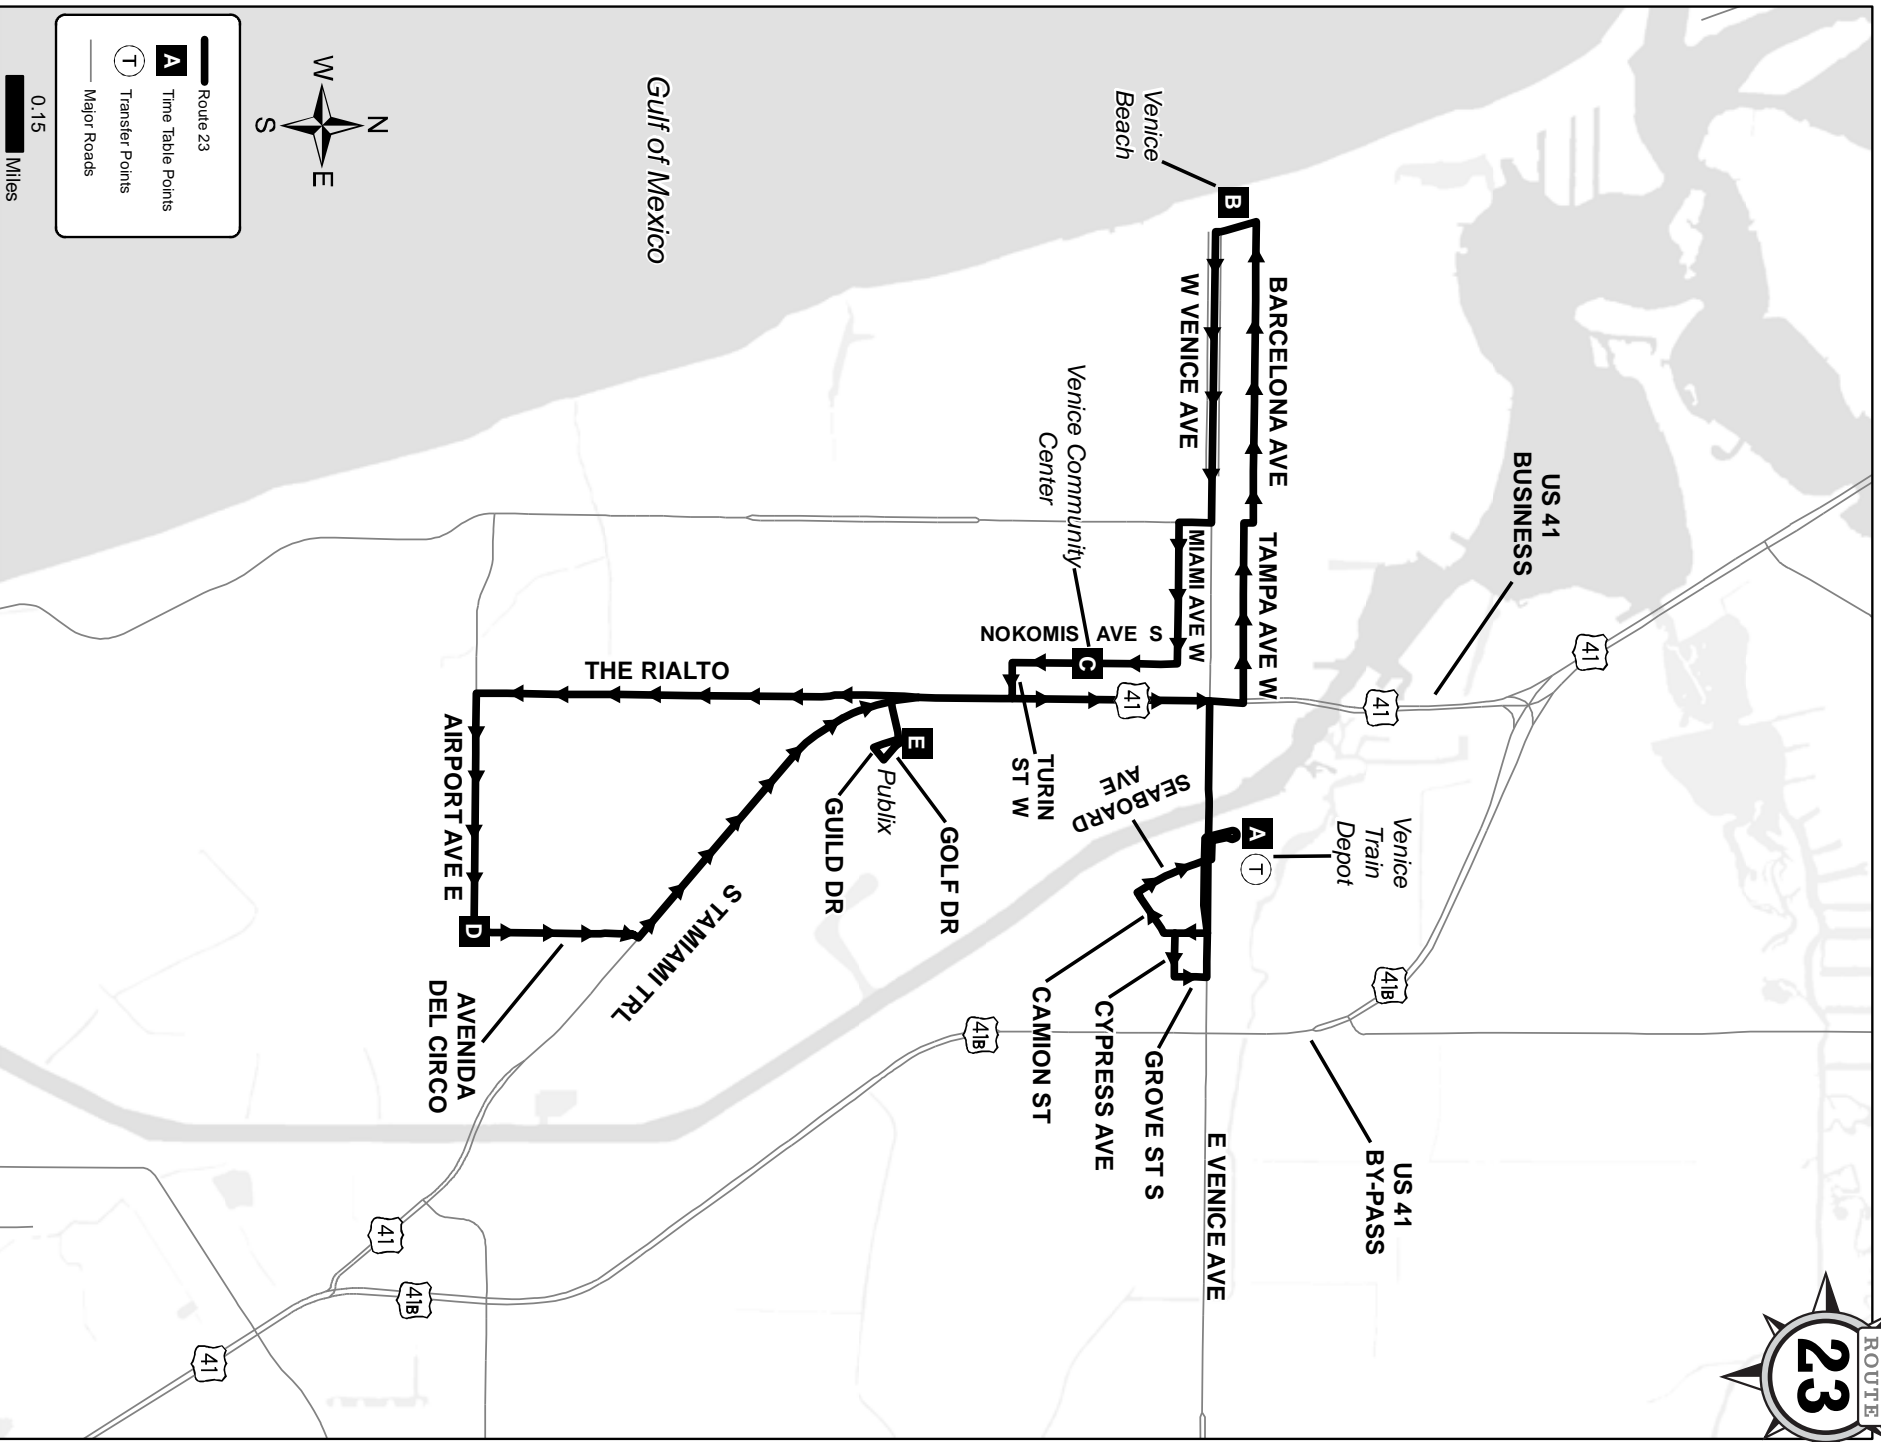 ROUTE
23
US 41
BUSINESS
41
41
41B
US 41
BY-PASS
BARCELONA AVE
TAMPA AVE W
Venice
Beach
B
W VENICE AVE
MIAMI AVE W
Venice
Train
Depot
A
T
E VENICE AVE
GROVE ST S
CYPRESS AVE
CAMION ST
SEABOARD
AVE
41
Venice Community
Center
C
NOKOMIS AVE S
TURIN
ST W
41B
GOLF DR
E
Publix
GUILD DR
THE RIALTO
S TAMIAMI TRL
Gulf of Mexico
AIRPORT AVE E
D
AVENIDA
DEL CIRCO
41
41B
41
N
W
E
S
Route 23
A
Time Table Points
T
Transfer Points
Major Roads
0.15
Miles